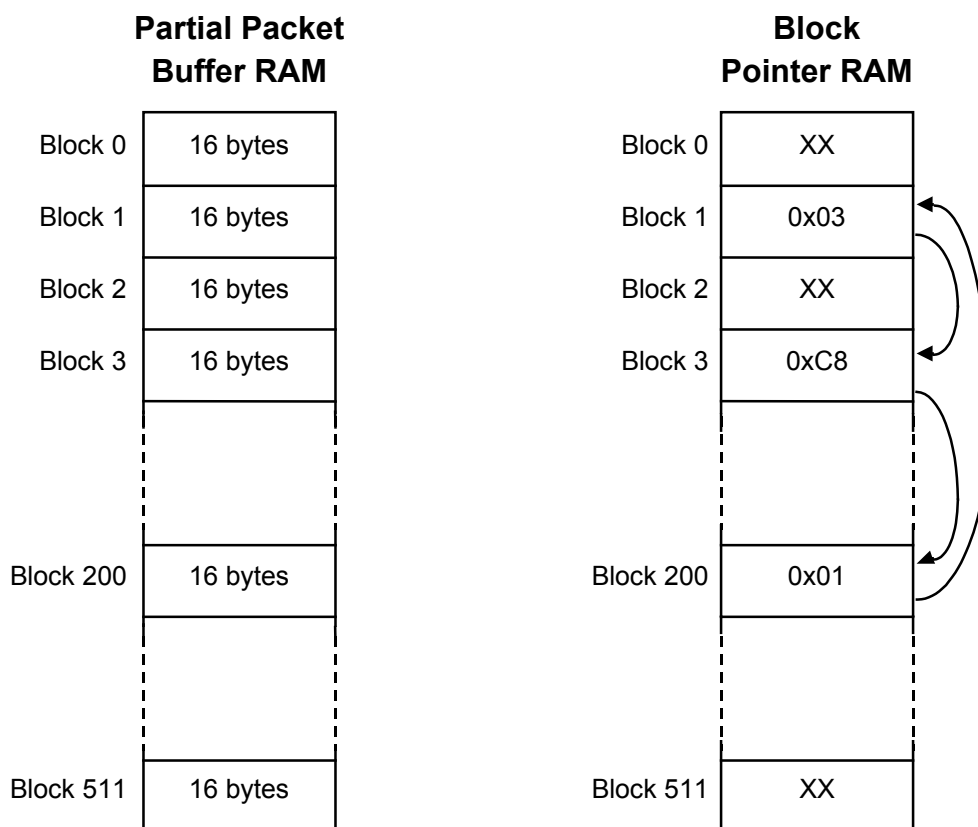 Partial Packet
Buffer RAM
Block 0 16 bytes
Block 1 16 bytes
Block 2 16 bytes
Block 3 16 bytes
Block 200 16 bytes
Block 511 16 bytes
Block
Pointer RAM
Block 0 XX
Block 1 0x03
Block 2 XX
Block 3 0xC8
Block 200 0x01
Block 511 XX